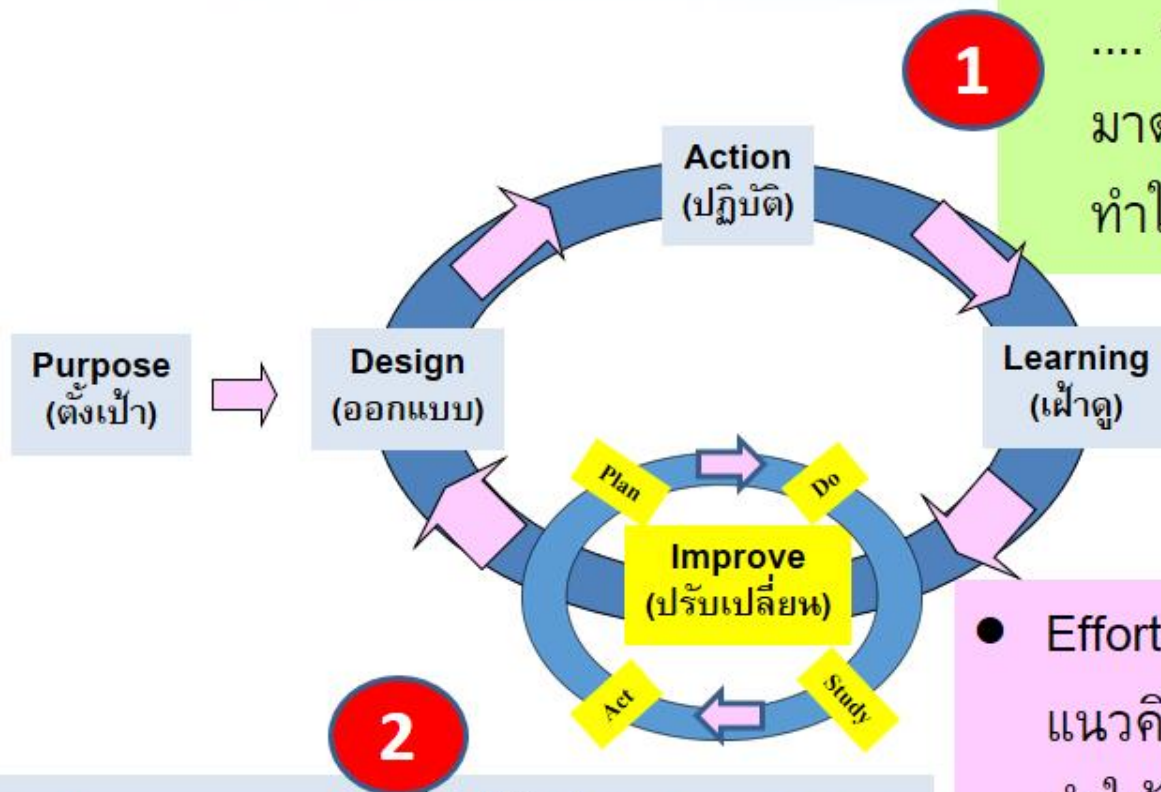 1
....
มาต
ทำใ
Action
(ปฏิบัติ)
Purpose
(ตั้งเป้า)
Design
(ออกแบบ)
Learning
(เฝ้าดู)
Plan
Do
Improve
(ปรับเปลี่ยน)
Act
Study
2
● Effort
แนวคิ